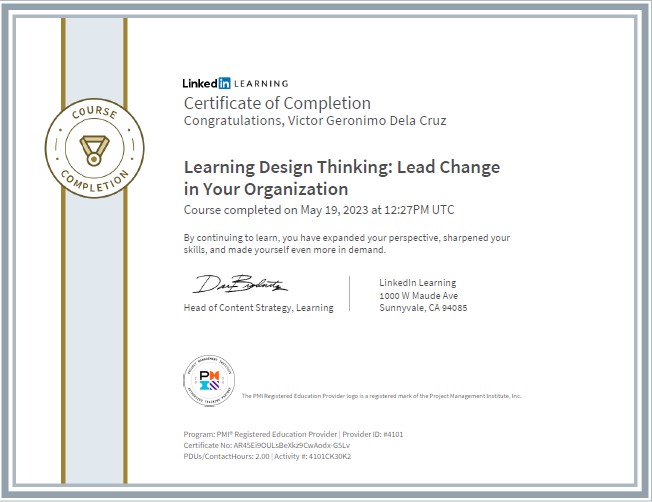 LinkedIn LEARNING
Certificate of Completion
Congratulations, Victor Geronimo Dela Cruz
COURSE
COMPLETION
Learning Design Thinking: Lead Change
in Your Organization
Course completed on May 19, 2023 at 12:27PM UTC
By continuing to learn, you have expanded your perspective, sharpened your
skills, and made yourself even more in demand.
Head of Content Strategy, Learning
LinkedIn Learning
1000 W Maude Ave
Sunnyvale, CA 94085
PROJECT MANAGEMENT INSTITUTE
PMI
AUTHORIZED TRAINING PARTNER
The PMI Registered Education Provider logo is a registered mark of the Project Management Institute, Inc.
Program: PMI® Registered Education Provider | Provider ID: #4101
Certificate No: AR45Ei9OULsBeXkz9CwAodx-G5Lv
PDUs/ContactHours: 2.00 | Activity #: 4101CK30K2